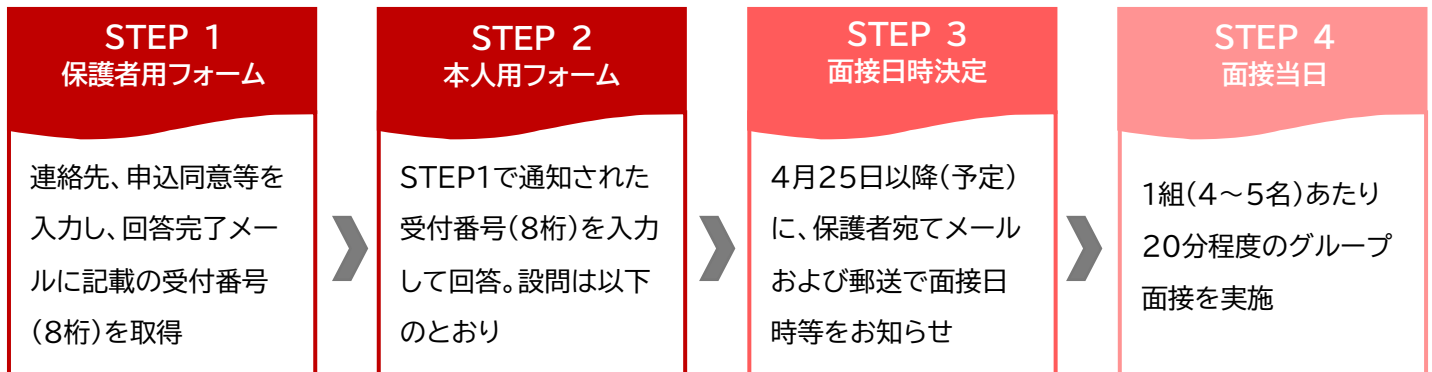 STEP 1
保護者用フォーム
連絡先、申込同意等を
入力し、回答完了メー
ルに記載の受付番号
(8桁)を取得
STEP 2
本人用フォーム
STEP1で通知された
受付番号(8桁)を入力
して回答。設問は以下
のとおり
STEP 3
面接日時決定
4月25日以降(予定)
に、保護者宛てメール
および郵送で面接日
時等をお知らせ
STEP 4
面接当日
1組(4～5名)あたり
20分程度のグループ
面接を実施